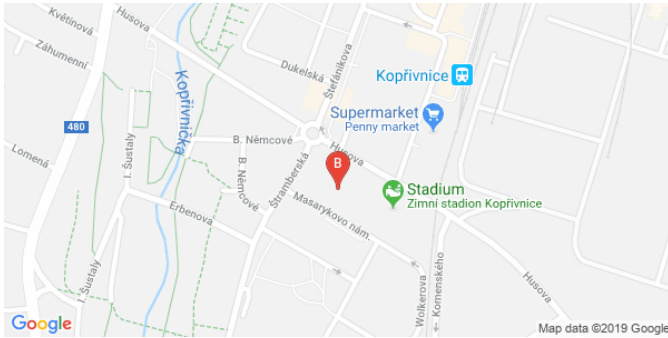 Květinová
Husova
Záhumenní
Dukelská
Štefánikova
Kopřivnice
Kopřivnička
Supermarket
Penny market
480
B. Němcové
Husova
Lomená
I. Šustaly
B. Němcové
Štramberská
B
Stadium
Zimní stadion Kopřivnice
Erbenova
Masarykovo nám.
I. Šustaly
Wolkerova
Komenského
Husova
Google
Map data ©2019 Google